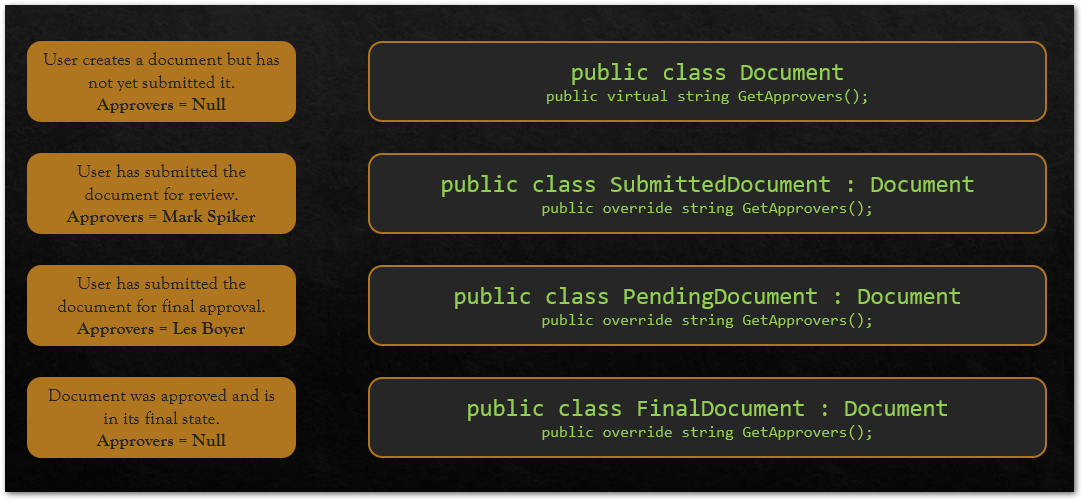 User creates a document but has
not yet submitted it.
Approvers = Null
public class Document
public virtual string GetApprovers();
User has submitted the
document for review.
Approvers = Mark Spiker
public class SubmittedDocument : Document
public override string GetApprovers();
User has submitted the
document for final approval.
Approvers = Les Boyer
public class PendingDocument : Document
public override string GetApprovers();
Document was approved and is
in its final state.
Approvers = Null
public class FinalDocument : Document
public override string GetApprovers();